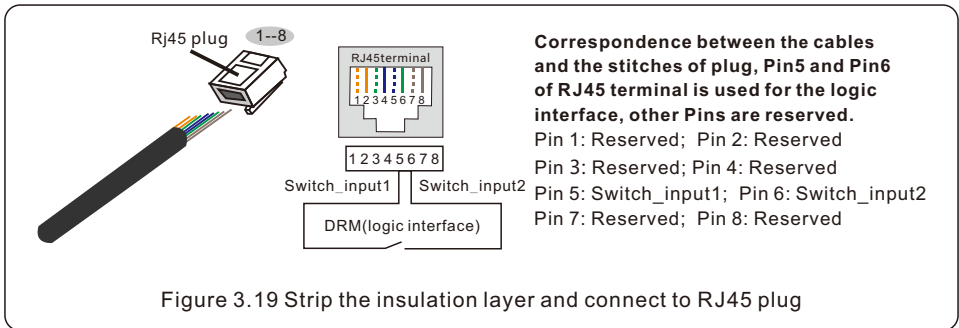 Rj45 plug
1--8
RJ45terminal
12345678
12345678
Switch_input1
Switch_input2
DRM(logic interface)
Correspondence between the cables
and the stitches of plug, Pin5 and Pin6
of RJ45 terminal is used for the logic
interface, other Pins are reserved.
Pin 1: Reserved; Pin 2: Reserved
Pin 3: Reserved; Pin 4: Reserved
Pin 5: Switch_input1; Pin 6: Switch_input2
Pin 7: Reserved; Pin 8: Reserved
Figure 3.19 Strip the insulation layer and connect to RJ45 plug